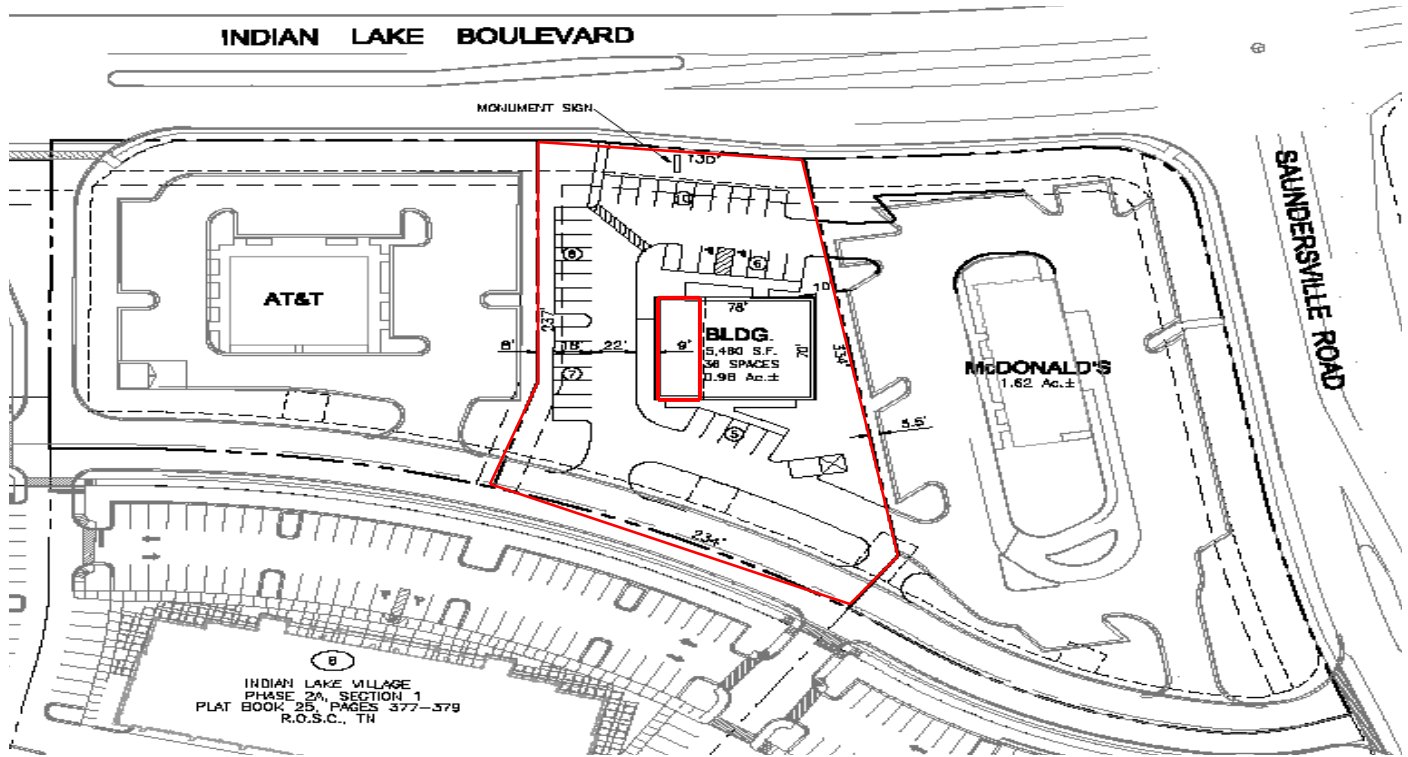 INDIAN LAKE BOULEVARD
MONUMENT SIGN
130'
10
SAUNDERSVILLE ROAD
8
6
10
AT&T
237'
78'
BLDG.
8'
18'
22'
9'
5,460 S.F.
70'
334'
36 SPACES
0.98 Ac.±
McDONALD'S
1.62 Ac.±
7
5
5.5'
234'
8
INDIAN LAKE VILLAGE
PHASE 2A, SECTION 1
PLAT BOOK 25, PAGES 377-379
R.O.S.C., TN